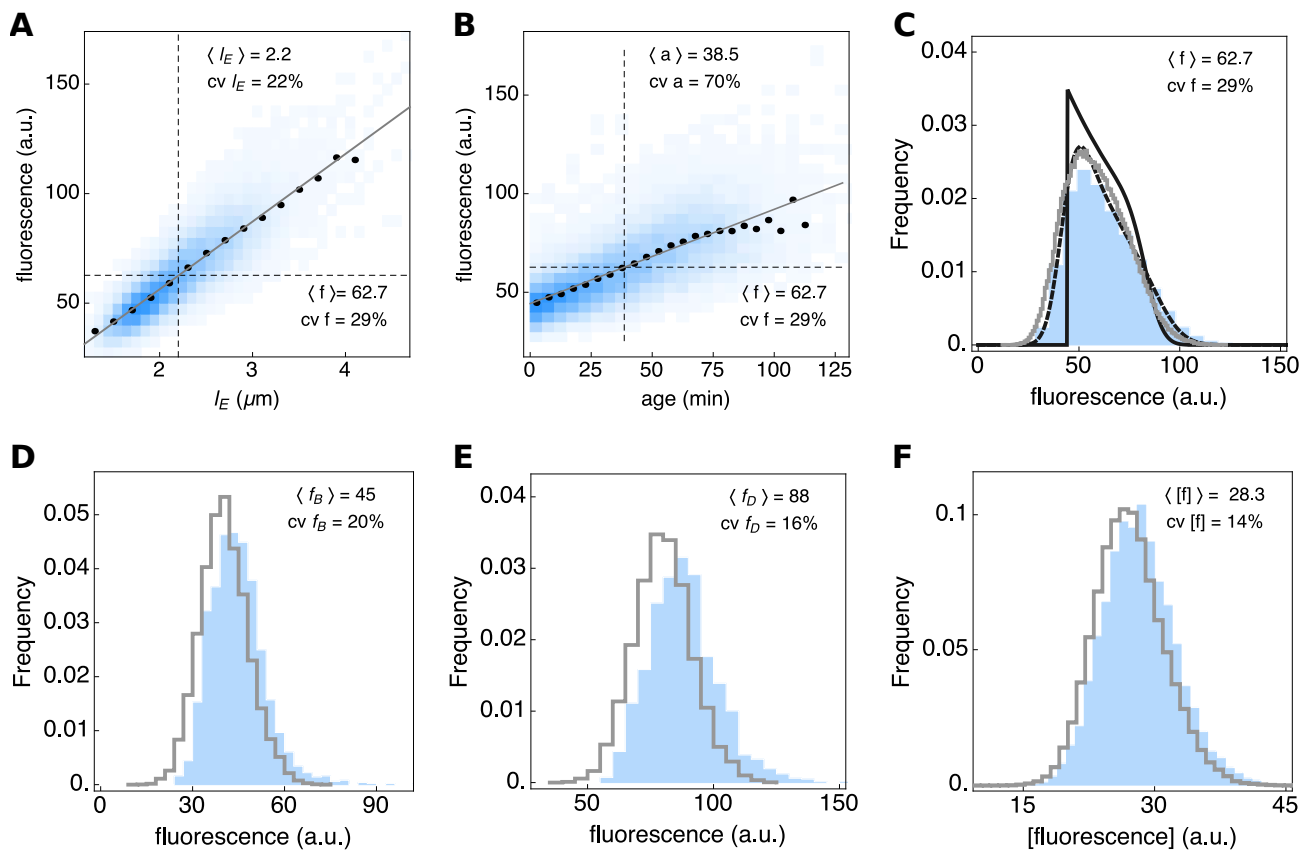 A
⟨ l_E ⟩ = 2.2
cv l_E = 22%
⟨ f ⟩= 62.7
cv f = 29%
150
100
50
2
3
4
fluorescence (a.u.)
l_E (μm)
B
⟨ a ⟩ = 38.5
cv a = 70%
⟨ f ⟩= 62.7
cv f = 29%
150
100
50
0
25
50
75
100
125
fluorescence (a.u.)
age (min)
C
⟨ f ⟩ = 62.7
cv f = 29%
0.04
0.03
0.02
0.01
0.
0
50
100
150
Frequency
fluorescence (a.u.)
D
⟨ f_B ⟩ = 45
cv f_B = 20%
0.05
0.04
0.03
0.02
0.01
0.
0
30
60
90
Frequency
fluorescence (a.u.)
E
⟨ f_D ⟩ = 88
cv f_D = 16%
0.04
0.03
0.02
0.01
0.
50
100
150
Frequency
fluorescence (a.u.)
F
⟨ [f] ⟩ = 28.3
cv [f] = 14%
0.1
0.05
0.
15
30
45
Frequency
[fluorescence] (a.u.)